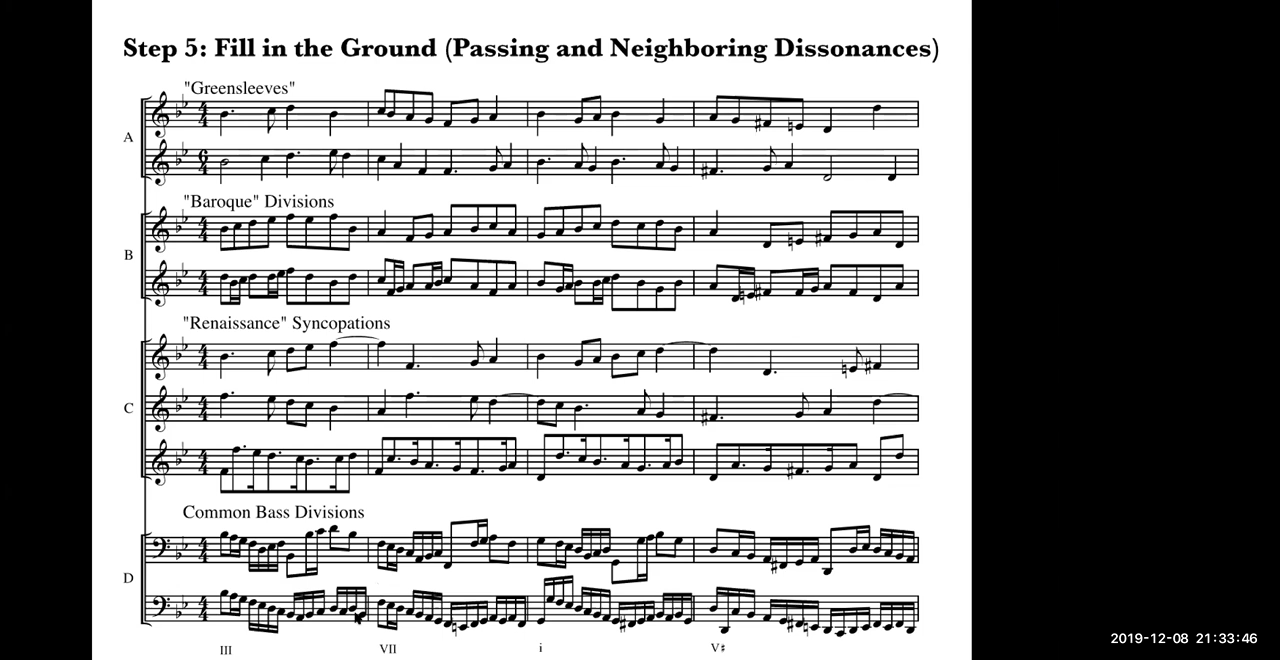 Step 5: Fill in the Ground (Passing and Neighboring Dissonances)
"Greensleeves"
A
"Baroque" Divisions
B
"Renaissance" Syncopations
C
Common Bass Divisions
D
III VII i V♯
2019-12-08 21:33:46